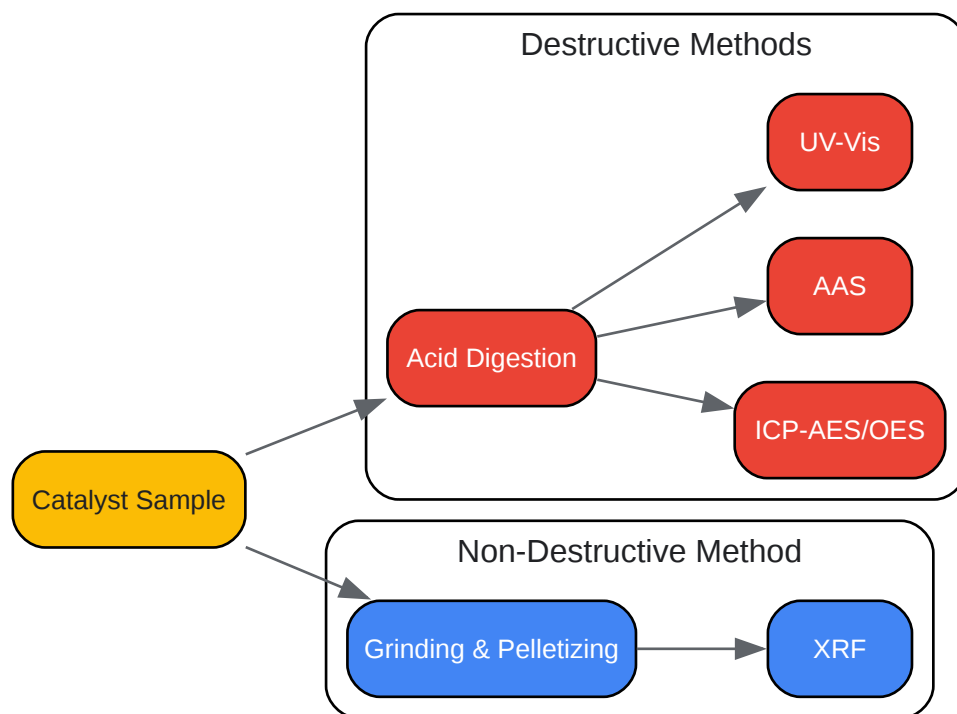 Destructive Methods
UV-Vis
AAS
Acid Digestion
ICP-AES/OES
Catalyst Sample
Non-Destructive Method
Grinding & Pelletizing
XRF